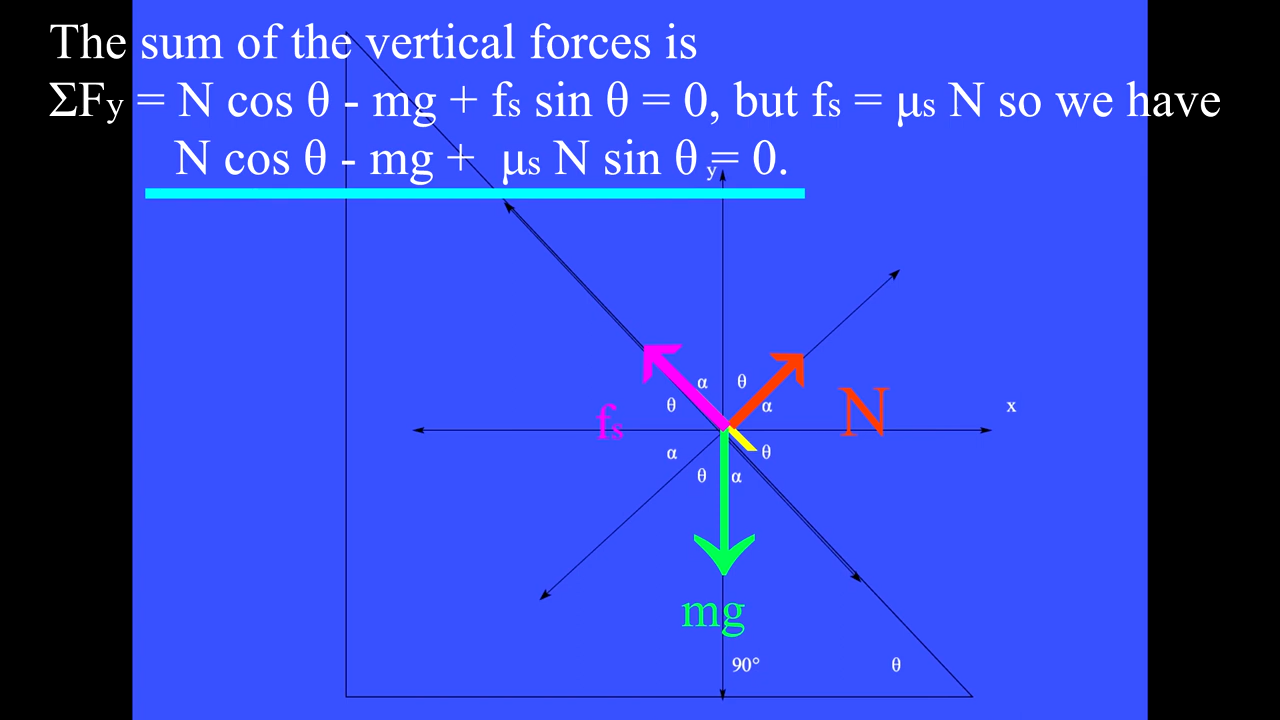 The sum of the vertical forces is
ΣFy = N cos θ - mg + fs sin θ = 0, but fs = μs N so we have
N cos θ - mg + μs N sin θ = 0.
y
α θ
θ α
fs
N
x
α θ
θ α
mg
90° θ